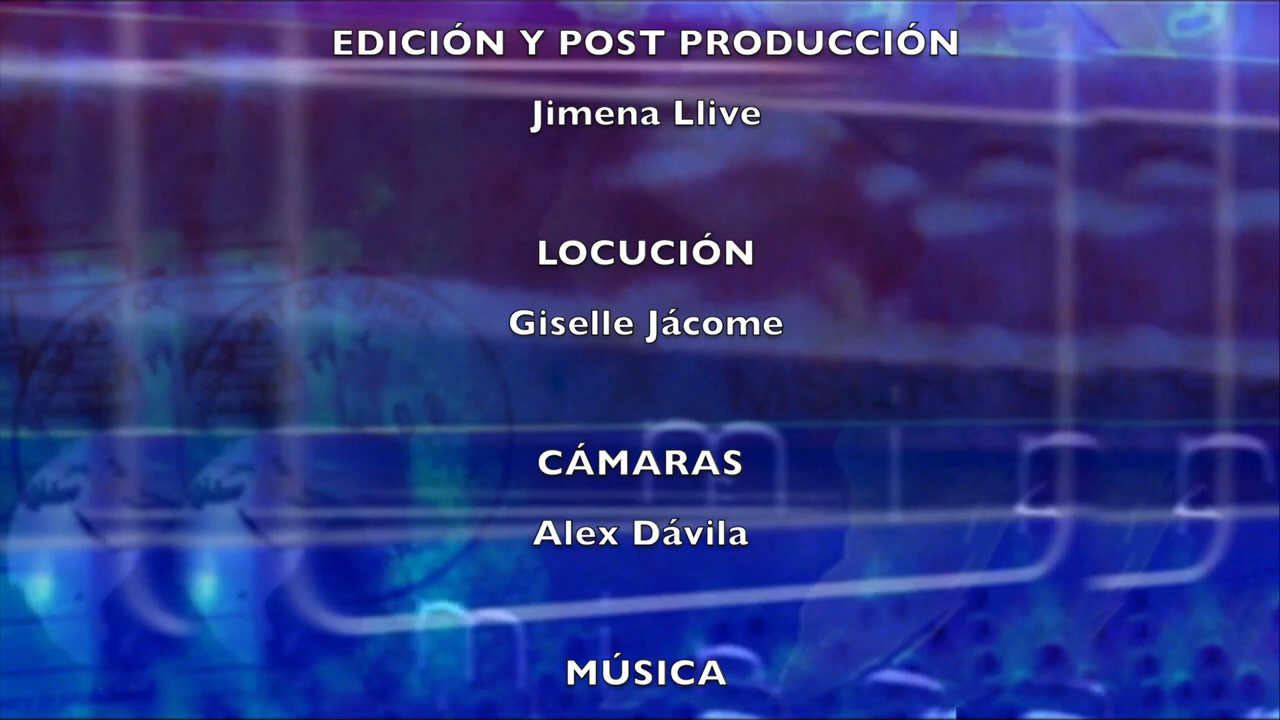 EDICIÓN Y POST PRODUCCIÓN
Jimena Llive
LOCUCIÓN
Giselle Jácome
CÁMARAS
Alex Dávila
MÚSICA